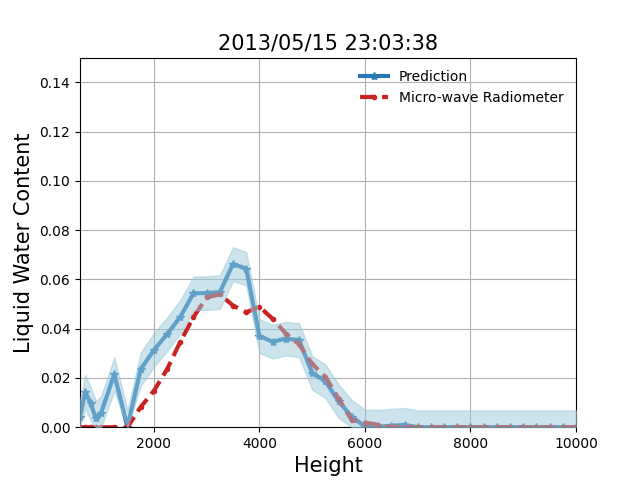 2013/05/15 23:03:38
Prediction
Micro-wave Radiometer
Liquid Water Content
0.14
0.12
0.10
0.08
0.06
0.04
0.02
0.00
2000 4000 6000 8000 10000
Height